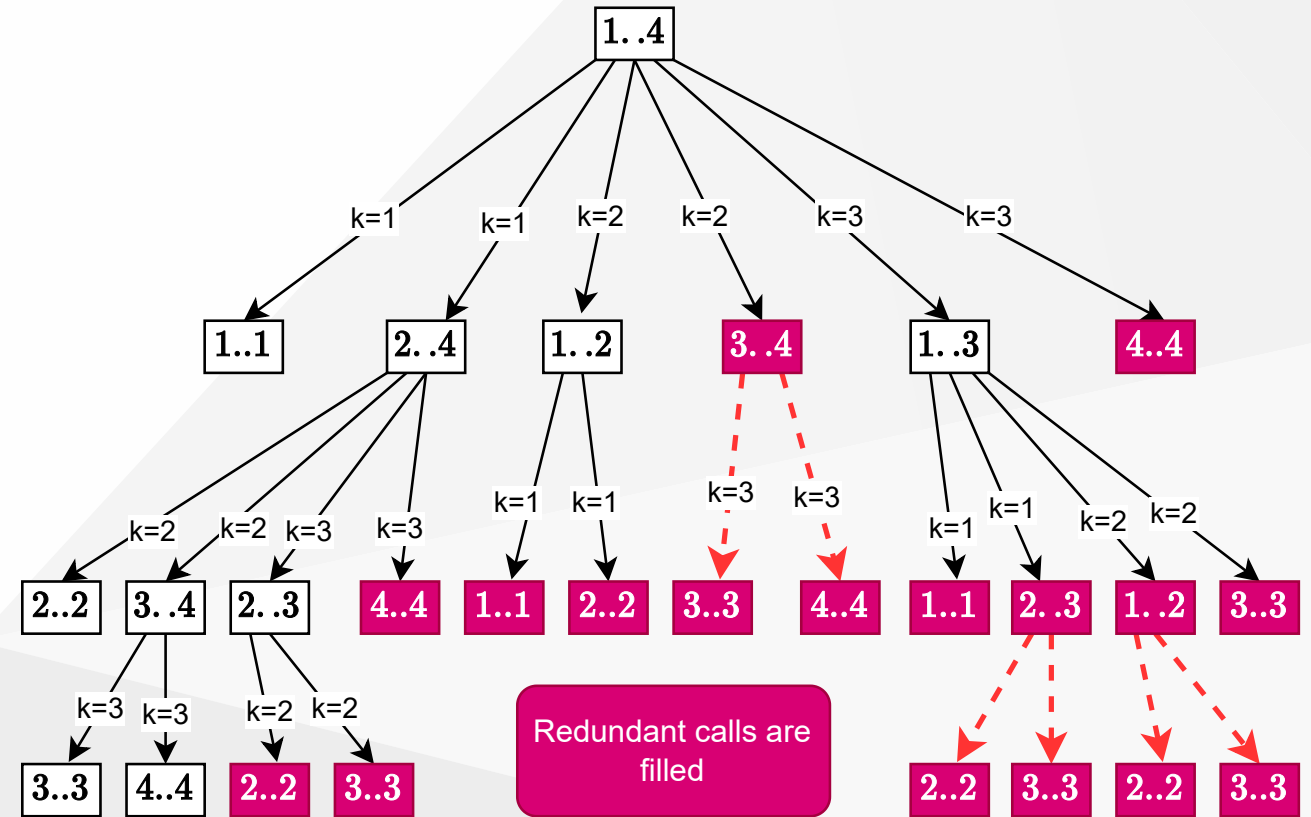 1. .4
k=1
k=1
k=2
k=2
k=3
k=3
1..1
2. .4
1. .2
3. .4
1. .3
4..4
k=2
k=2
k=3
k=3
k=1
k=1
k=3
k=3
k=1
k=1
k=2
k=2
2..2
3. .4
2. .3
4..4
1..1
2..2
3..3
4..4
1..1
2. .3
1. .2
3..3
k=3
k=3
k=2
k=2
Redundant calls are
filled
3..3
4..4
2..2
3..3
2..2
3..3
2..2
3..3